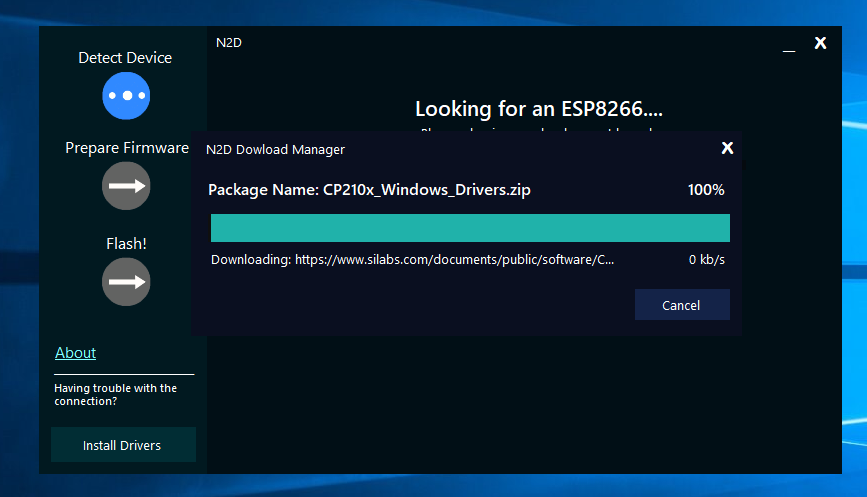 Detect Device
Prepare Firmware
Flash!
About
Having trouble with the
connection?
Install Drivers
N2D
Looking for an ESP8266....
N2D Dowload Manager
Package Name: CP210x_Windows_Drivers.zip 100%
Downloading: https://www.silabs.com/documents/public/software/C... 0 kb/s
Cancel